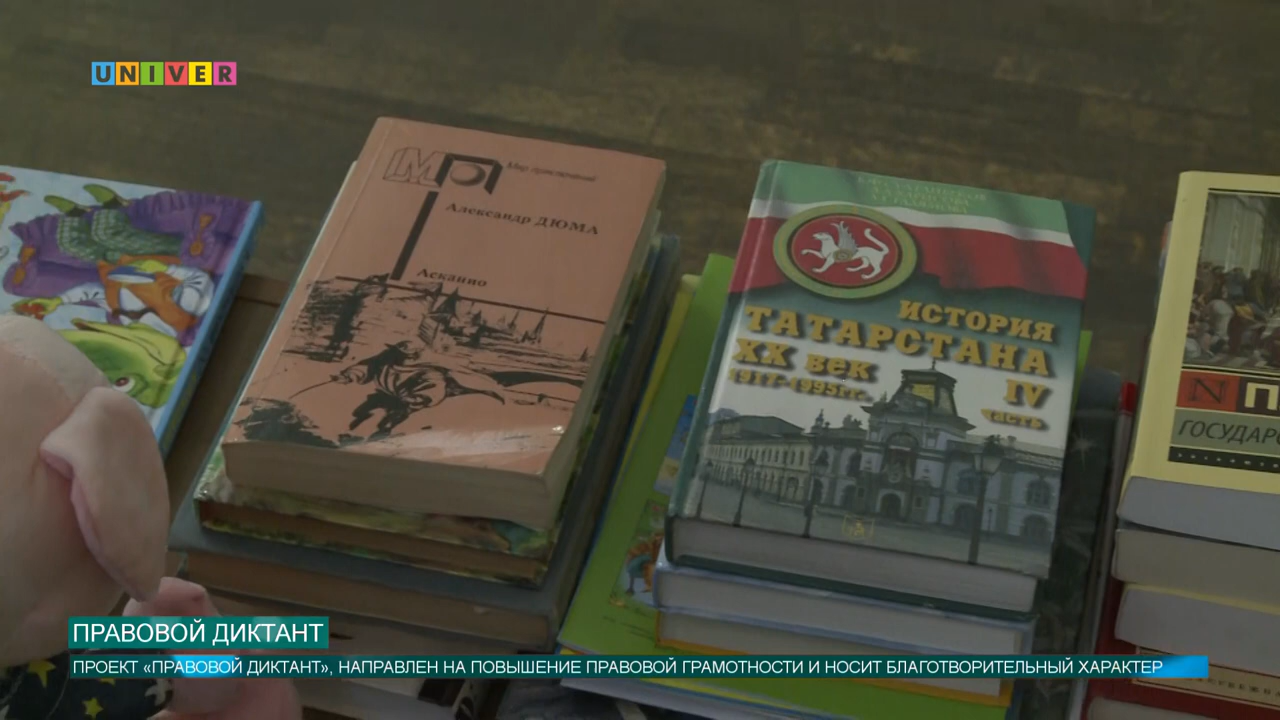 UNIVER
Мир приключений
Александр ДЮМА
Асканио
ИСТОРИЯ
ТАТАРСТАНА
XX век
IV
1917-1995гг.
часть
ГОСУДАРС
ПРАВОВОЙ ДИКТАНТ
ПРОЕКТ «ПРАВОВОЙ ДИКТАНТ», НАПРАВЛЕН НА ПОВЫШЕНИЕ ПРАВОВОЙ ГРАМОТНОСТИ И НОСИТ БЛАГОТВОРИТЕЛЬНЫЙ ХАРАКТЕР